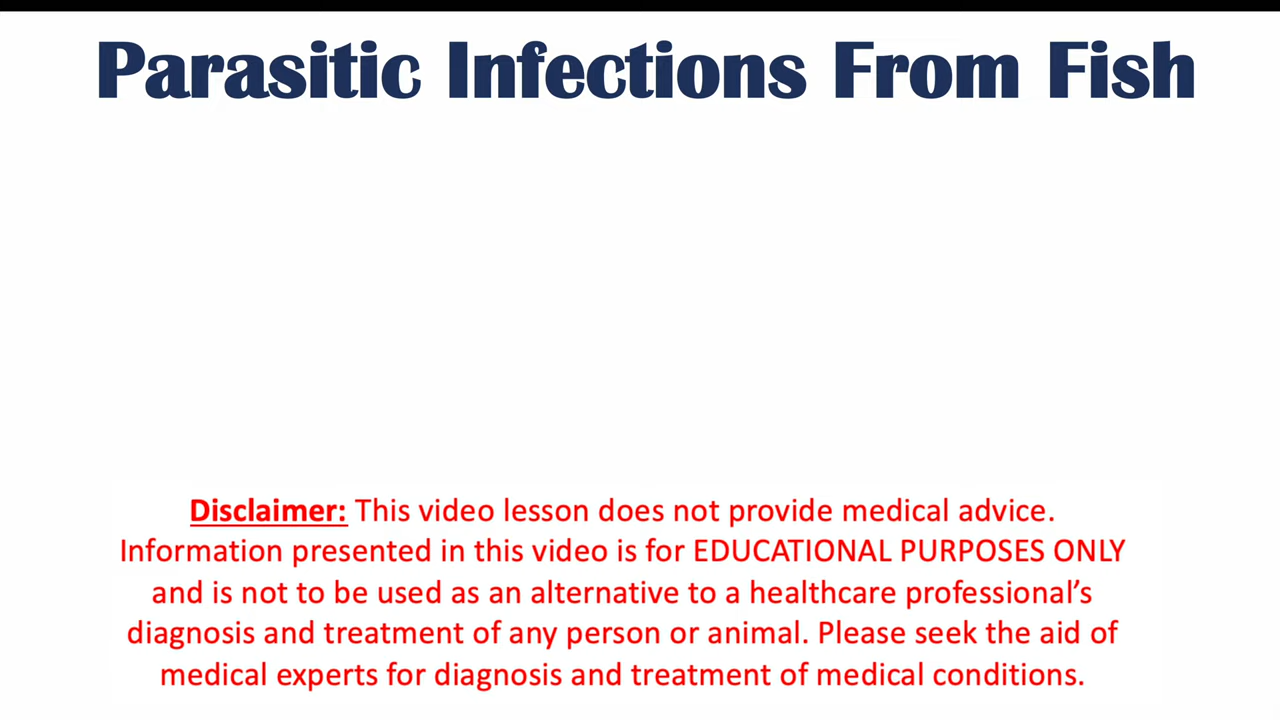 Parasitic Infections From Fish
Disclaimer: This video lesson does not provide medical advice.
Information presented in this video is for EDUCATIONAL PURPOSES ONLY
and is not to be used as an alternative to a healthcare professional’s
diagnosis and treatment of any person or animal. Please seek the aid of
medical experts for diagnosis and treatment of medical conditions.